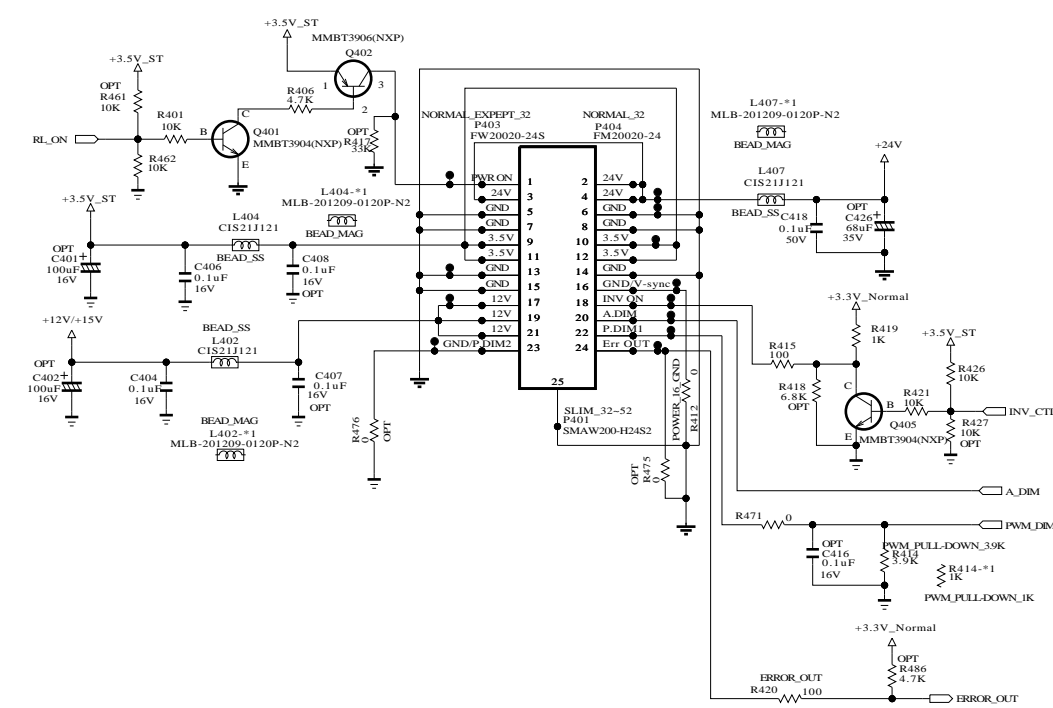 +3.5V_ST
MMBT3906(NXP)
Q402
1
3
2
+3.5V_ST
OPT
R461
10K
R406
4.7K
R401
10K
RL_ON
B
C
E
Q401
MMBT3904(NXP)
R462
10K
OPT
R417
33K
NORMAL_EXPEPT_32
P403
FW20020-24S
NORMAL_32
P404
FM20020-24
L407-*1
MLB-201209-0120P-N2
BEAD_MAG
+24V
L407
CIS21J121
BEAD_SS
C418
0.1uF
50V
OPT
C426
68uF
35V
+3.5V_ST
L404-*1
MLB-201209-0120P-N2
BEAD_MAG
L404
CIS21J121
BEAD_SS
OPT
C401
100uF
16V
C406
0.1uF
16V
C408
0.1uF
16V
OPT
PWR ON 1 2 24V
24V 3 4 24V
GND 5 6 GND
GND 7 8 GND
3.5V 9 10 3.5V
3.5V 11 12 3.5V
GND 13 14 GND
GND 15 16 GND/V-sync
12V 17 18 INV ON
12V 19 20 A.DIM
12V 21 22 P.DIM1
GND/P.DIM2 23 24 Err OUT
25
SLIM_32~52
P401
SMAW200-H24S2
+12V/+15V
BEAD_SS
L402
CIS21J121
OPT
C402
100uF
16V
C404
0.1uF
16V
C407
0.1uF
16V
OPT
BEAD_MAG
L402-*1
MLB-201209-0120P-N2
R476
0
OPT
POWER_16_GND
R412
0
OPT
R475
0
+3.3V_Normal
R419
1K
+3.5V_ST
R415
100
R426
10K
R418
6.8K
OPT
C
B
E
R421
10K
Q405
MMBT3904(NXP)
INV_CTL
R427
10K
OPT
A_DIM
R471
0
PWM_DIM
OPT
C416
0.1uF
16V
PWM_PULL-DOWN_3.9K
R414
3.9K
R414-*1
1K
PWM_PULL-DOWN_1K
+3.3V_Normal
OPT
R486
4.7K
ERROR_OUT
R420
100
ERROR_OUT